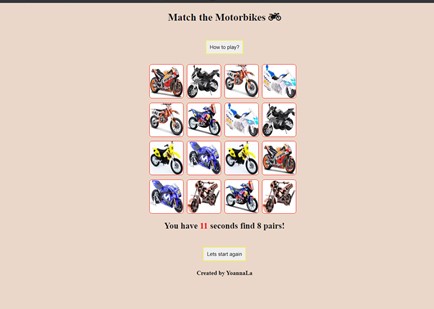 Match the Motorbikes 🏍
How to play?
You have 11 seconds find 8 pairs!
Lets start again
Created by YoannaLa